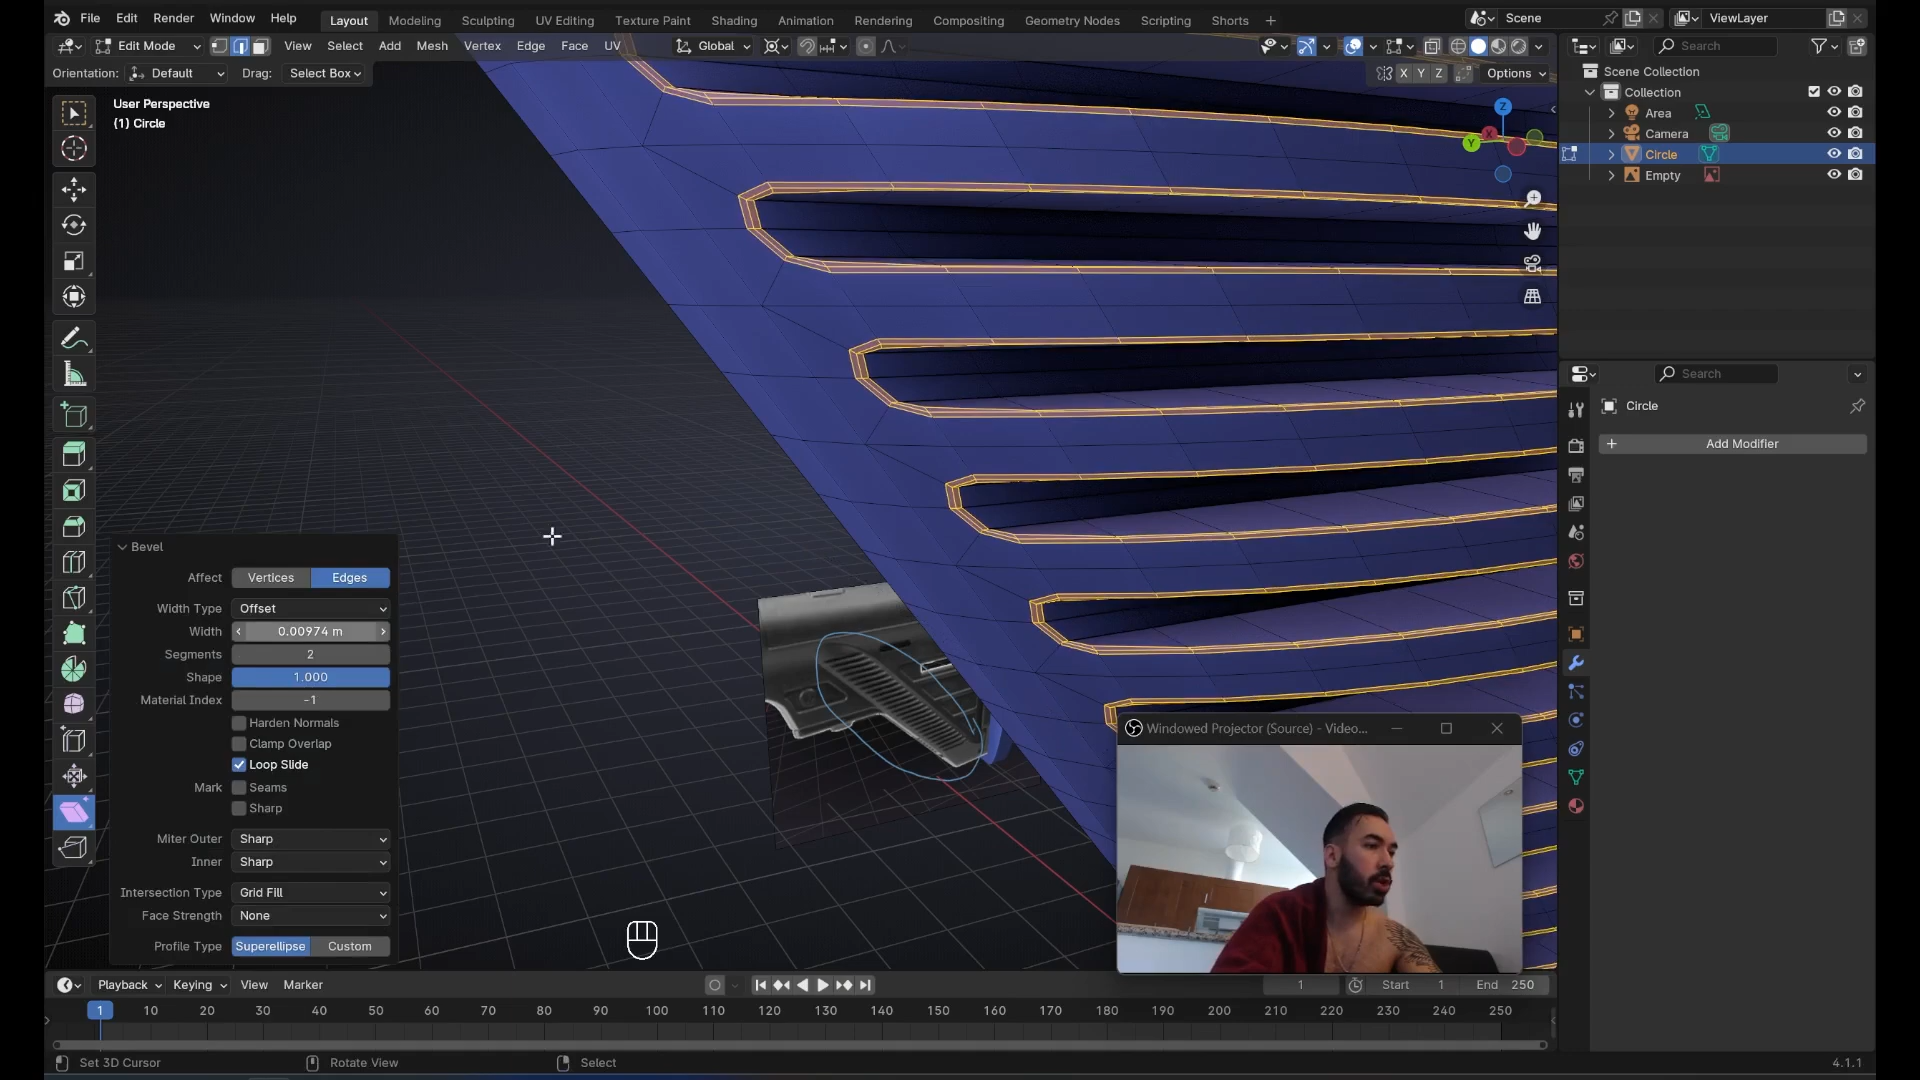 File Edit Render Window Help Layout Modeling Sculpting UV Editing Texture Paint Shading Animation Rendering Compositing Geometry Nodes Scripting Shorts + Scene ViewLayer
Edit Mode View Select Add Mesh Vertex Edge Face UV Global Search
Orientation: Default Drag: Select Box X Y Z Options
Scene Collection
Collection
Area
Camera
Circle
Empty
User Perspective
(1) Circle
Z
X
Y
Search
Circle
+ Add Modifier
Bevel
Affect Vertices Edges
Width Type Offset
Width 0.00974 m
Segments 2
Shape 1.000
Material Index -1
Harden Normals
Clamp Overlap
Loop Slide
Mark Seams
Sharp
Miter Outer Sharp
Inner Sharp
Intersection Type Grid Fill
Face Strength None
Profile Type Superellipse Custom
Windowed Projector (Source) - Video...
Playback Keying View Marker 1 Start 1 End 250
1 10 20 30 40 50 60 70 80 90 100 110 120 130 140 150 160 170 180 190 200 210 220 230 240 250
Set 3D Cursor Rotate View Select 4.1.1